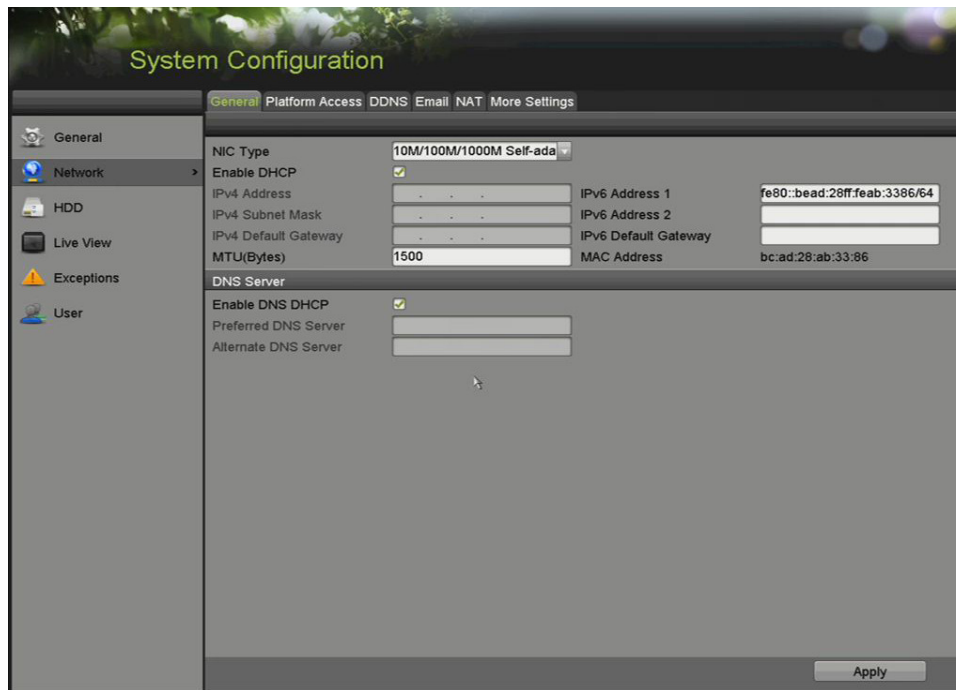 System Configuration
General Platform Access DDNS Email NAT More Settings
General
Network
HDD
Live View
Exceptions
User
NIC Type 10M/100M/1000M Self-ada
Enable DHCP
IPv4 Address . . . IPv6 Address 1 fe80::bead:28ff:feab:3386/64
IPv4 Subnet Mask . . . IPv6 Address 2
IPv4 Default Gateway . . . IPv6 Default Gateway
MTU(Bytes) 1500 MAC Address bc:ad:28:ab:33:86
DNS Server
Enable DNS DHCP
Preferred DNS Server
Alternate DNS Server
Apply